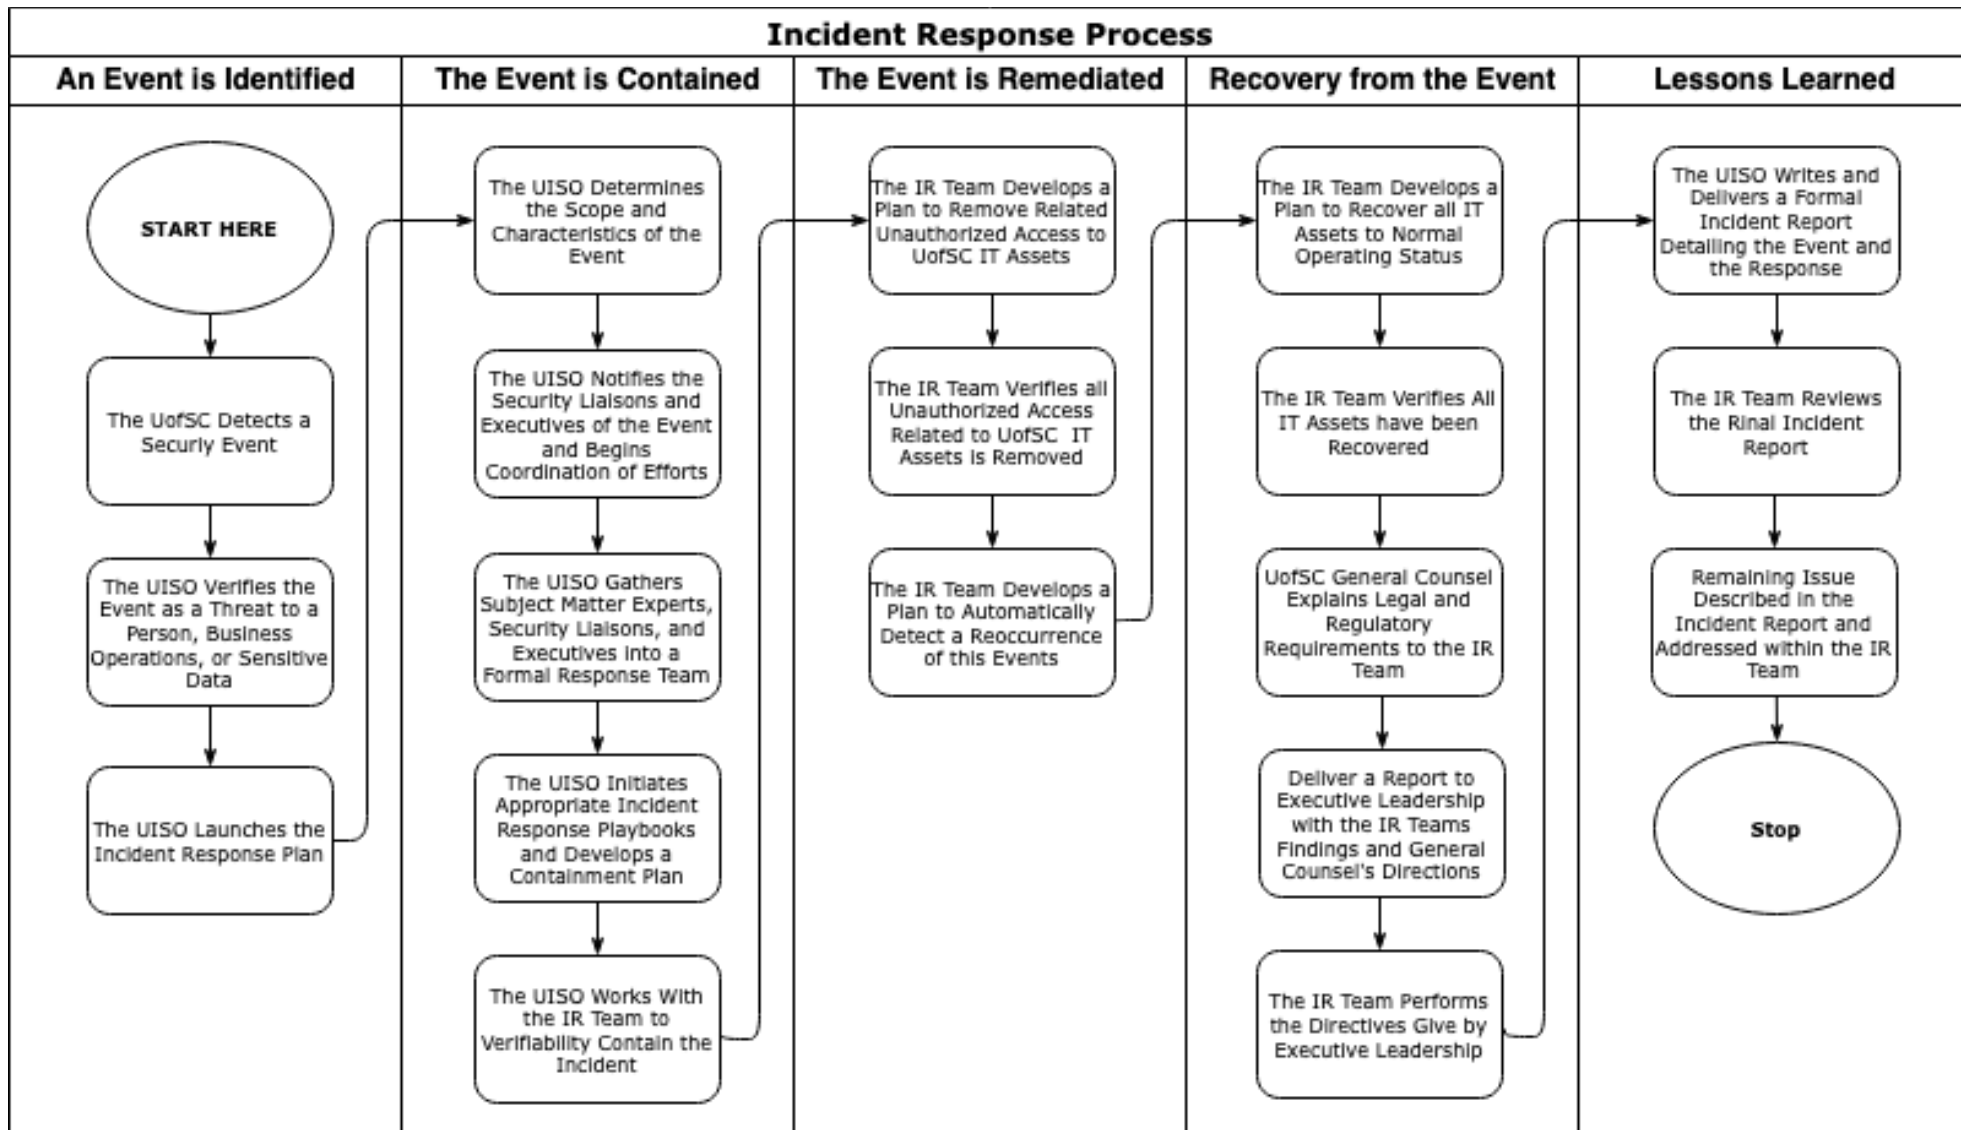 Incident Response Process
An Event is Identified
The Event is Contained
The Event is Remediated
Recovery from the Event
Lessons Learned
START HERE
The UofSC Detects a
Securiy Event
The UISO Verifies the
Event as a Threat to a
Person, Business
Operations, or Sensitive
Data
The UISO Launches the
Incident Response Plan
The UISO Determines
the Scope and
Characteristics of the
Event
The UISO Notifies the
Security Liaisons and
Executives of the Event
and Begins
Coordination of Efforts
The UISO Gathers
Subject Matter Experts,
Security Liaisons, and
Executives into a
Formal Response Team
The UISO Initiates
Appropriate Incident
Response Playbooks
and Develops a
Containment Plan
The UISO Works With
the IR Team to
Verifiability Contain the
Incident
The IR Team Develops a
Plan to Remove Related
Unauthorized Access to
UofSC IT Assets
The IR Team Verifies all
Unauthorized Access
Related to UofSC IT
Assets is Removed
The IR Team Develops a
Plan to Automatically
Detect a Reoccurrence
of this Events
The IR Team Develops a
Plan to Recover all IT
Assets to Normal
Operating Status
The IR Team Verifies All
IT Assets have been
Recovered
UofSC General Counsel
Explains Legal and
Regulatory
Requirements to the IR
Team
Deliver a Report to
Executive Leadership
with the IR Teams
Findings and General
Counsel's Directions
The IR Team Performs
the Directives Give by
Executive Leadership
The UISO Writes and
Delivers a Formal
Incident Report
Detailing the Event and
the Response
The IR Team Reviews
the Rinal Incident
Report
Remaining Issue
Described in the
Incident Report and
Addressed within the IR
Team
Stop